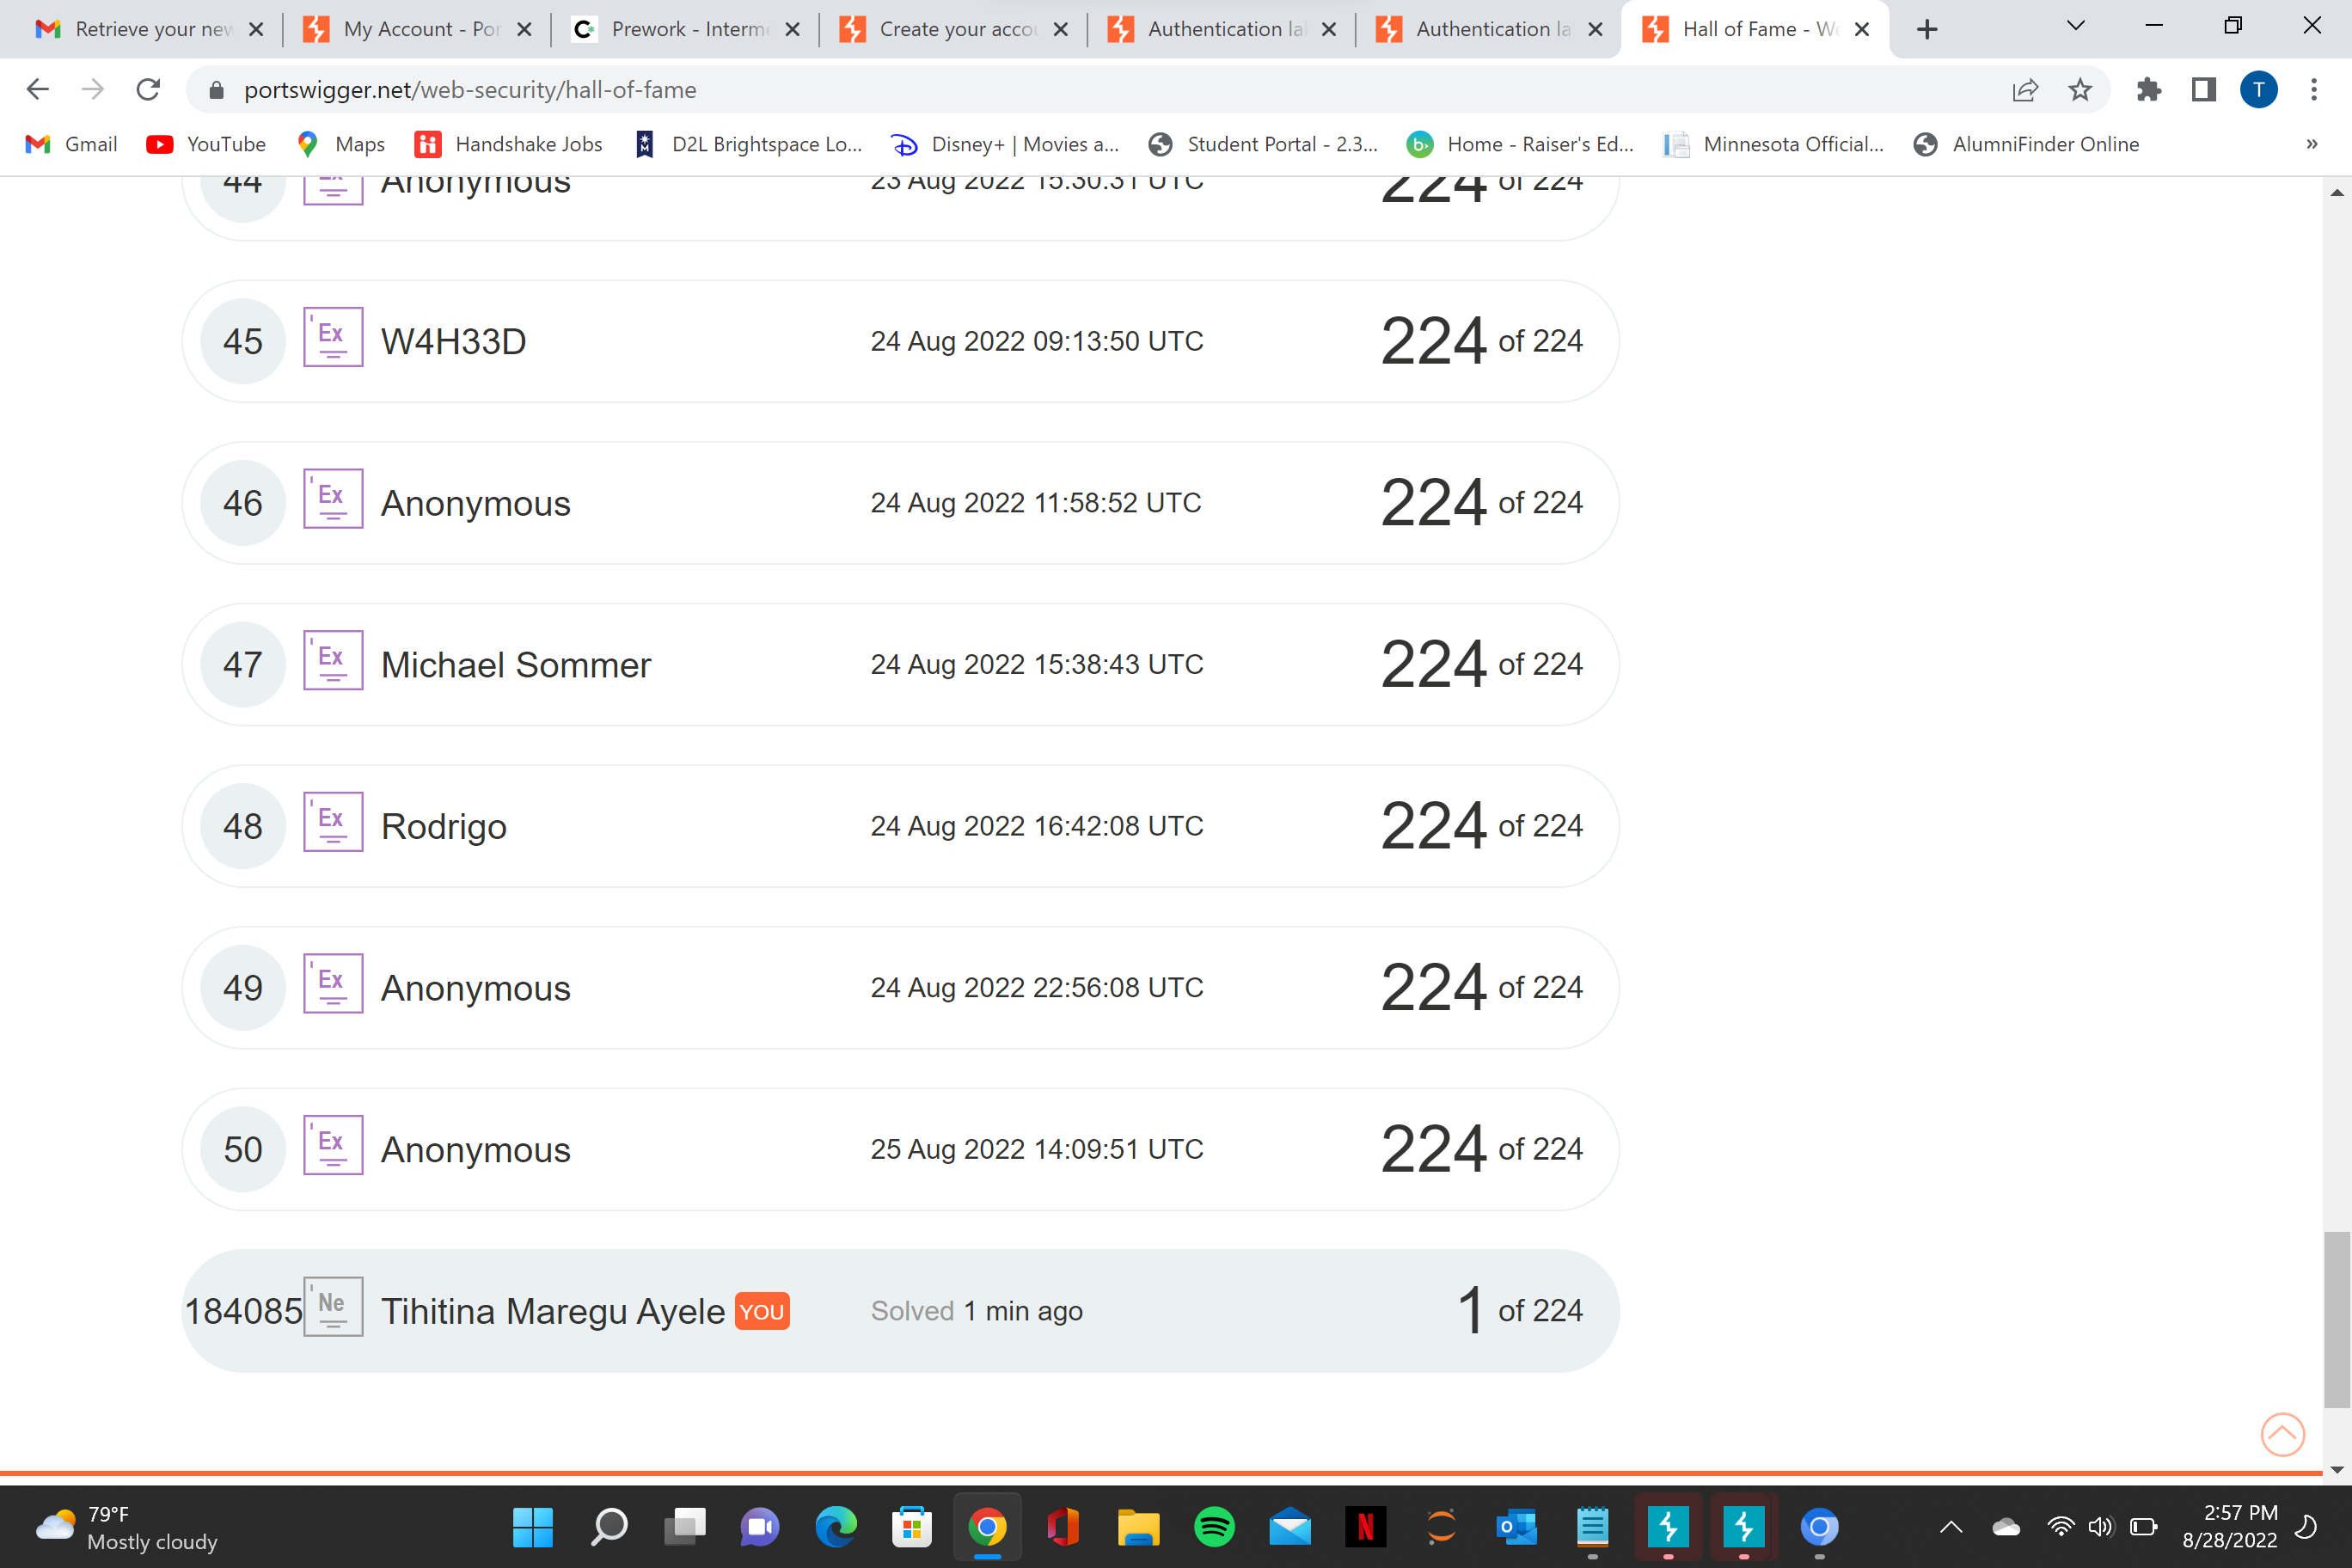 Retrieve your nev
My Account - Por
Prework - Interme
Create your accou
Authentication la
Authentication la
Hall of Fame - We
portswigger.net/web-security/hall-of-fame
T
Gmail
YouTube
Maps
Handshake Jobs
D2L Brightspace Lo...
Disney+ | Movies a...
Student Portal - 2.3...
Home - Raiser's Ed...
Minnesota Official...
AlumniFinder Online
»
44 Ex Anonymous 23 Aug 2022 15:30:31 UTC 224 of 224
45 Ex W4H33D 24 Aug 2022 09:13:50 UTC 224 of 224
46 Ex Anonymous 24 Aug 2022 11:58:52 UTC 224 of 224
47 Ex Michael Sommer 24 Aug 2022 15:38:43 UTC 224 of 224
48 Ex Rodrigo 24 Aug 2022 16:42:08 UTC 224 of 224
49 Ex Anonymous 24 Aug 2022 22:56:08 UTC 224 of 224
50 Ex Anonymous 25 Aug 2022 14:09:51 UTC 224 of 224
184085 Ne Tihitina Maregu Ayele YOU Solved 1 min ago 1 of 224
79°F
Mostly cloudy
2:57 PM
8/28/2022